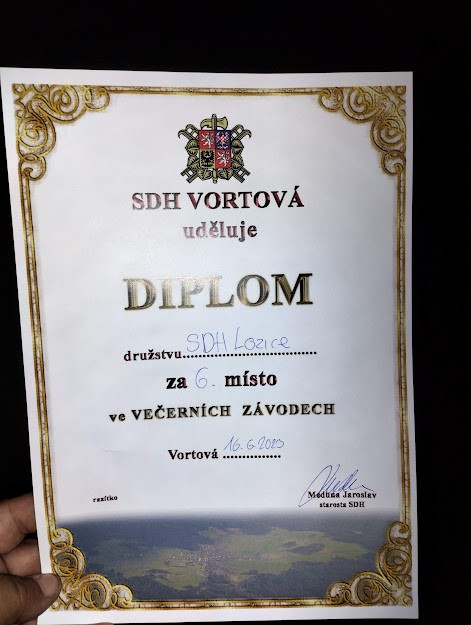 SDH VORTOVÁ
uděluje
DIPLOM
družstvu SDH Lozice
za 6. místo
ve VEČERNÍCH ZÁVODECH
Vortová 16.6.2023
razítko
Meduna Jaroslav
starosta SDH